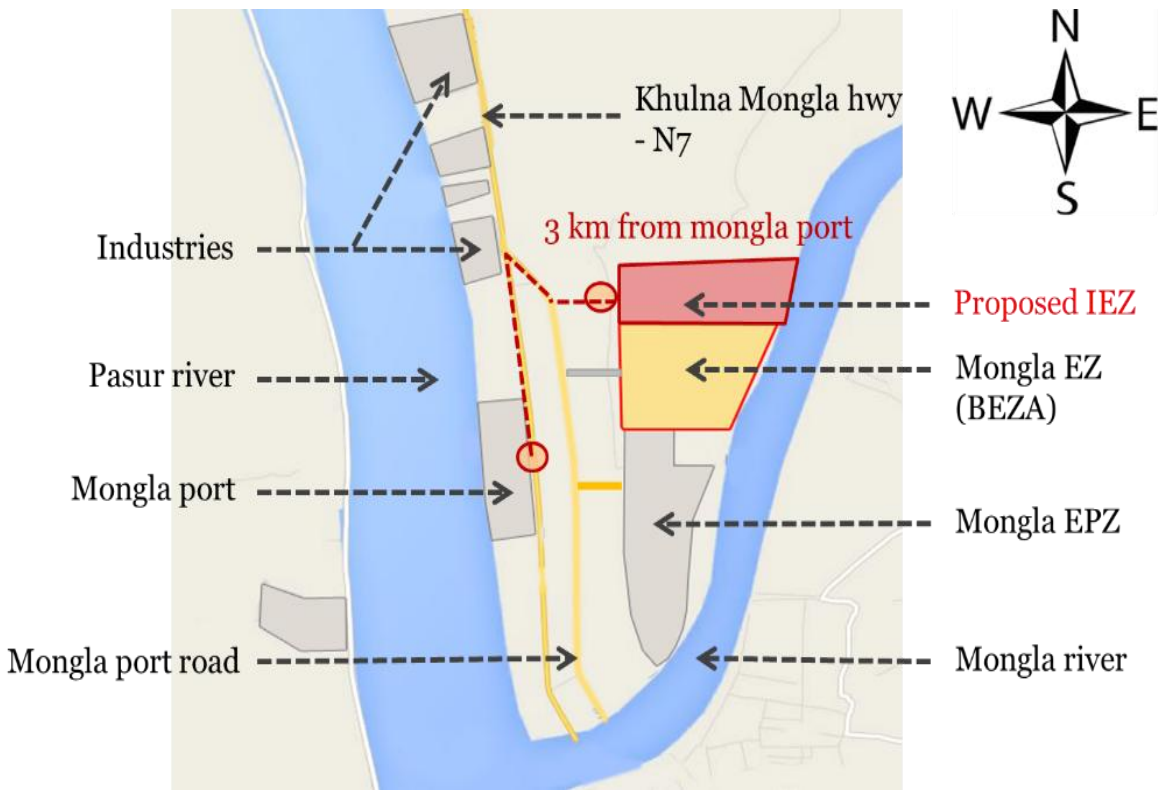 N
W
E
S
Khulna Mongla hwy
- N7
3 km from mongla port
Industries
Proposed IEZ
Pasur river
Mongla EZ
(BEZA)
Mongla port
Mongla EPZ
Mongla port road
Mongla river